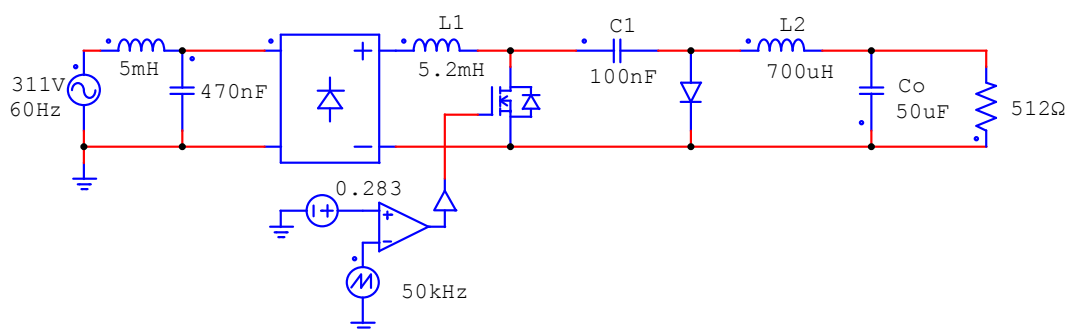 L1
C1
L2
5mH
5.2mH
100nF
700uH
311V
60Hz
470nF
Co
50uF
512Ω
0.283
50kHz